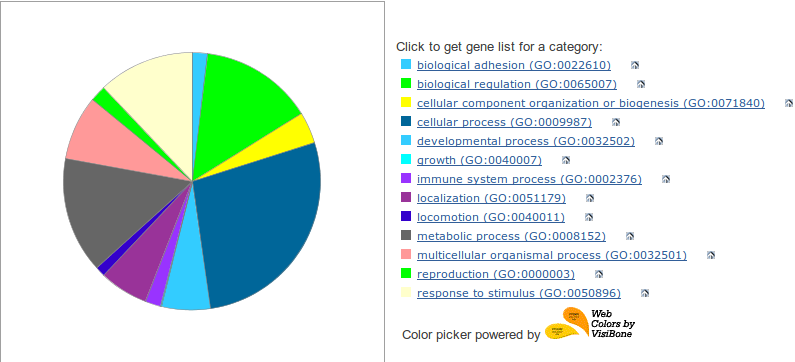 Click to get gene list for a category:
biological adhesion (GO:0022610)
biological regulation (GO:0065007)
cellular component organization or biogenesis (GO:0071840)
cellular process (GO:0009987)
developmental process (GO:0032502)
growth (GO:0040007)
immune system process (GO:0002376)
localization (GO:0051179)
locomotion (GO:0040011)
metabolic process (GO:0008152)
multicellular organismal process (GO:0032501)
reproduction (GO:0000003)
response to stimulus (GO:0050896)
Color picker powered by
Web
Colors by
VisiBone